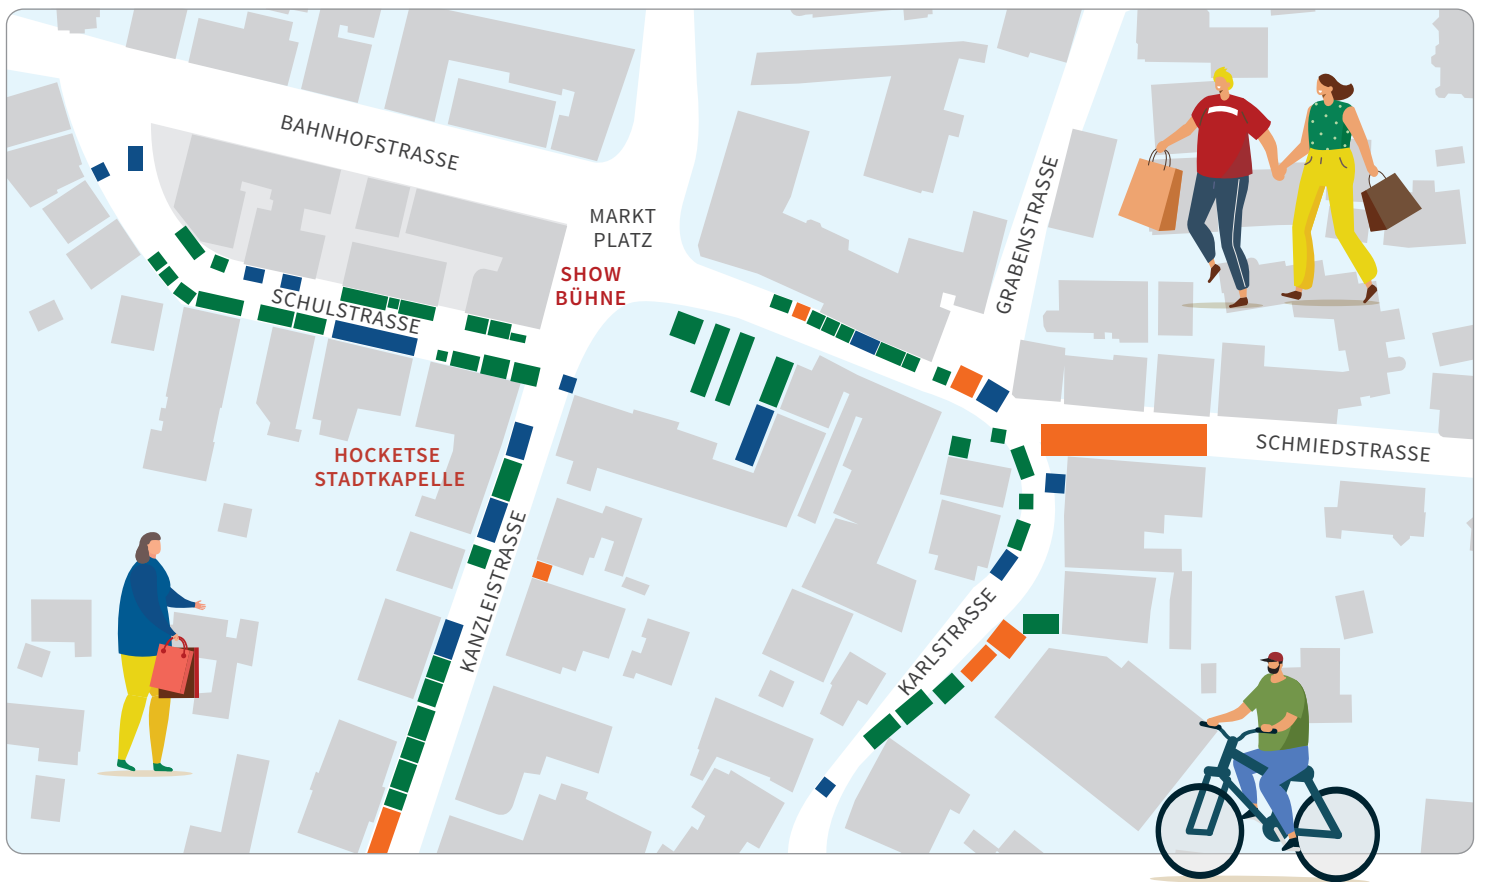 BAHNHOFSTRASSE
MARKT
PLATZ
SHOW
BÜHNE
GRABENSTRASSE
SCHULSTRASSE
HOCKETSE
STADTKAPELLE
SCHMIEDSTRASSE
KANZLEISTRASSE
KARLSTRASSE